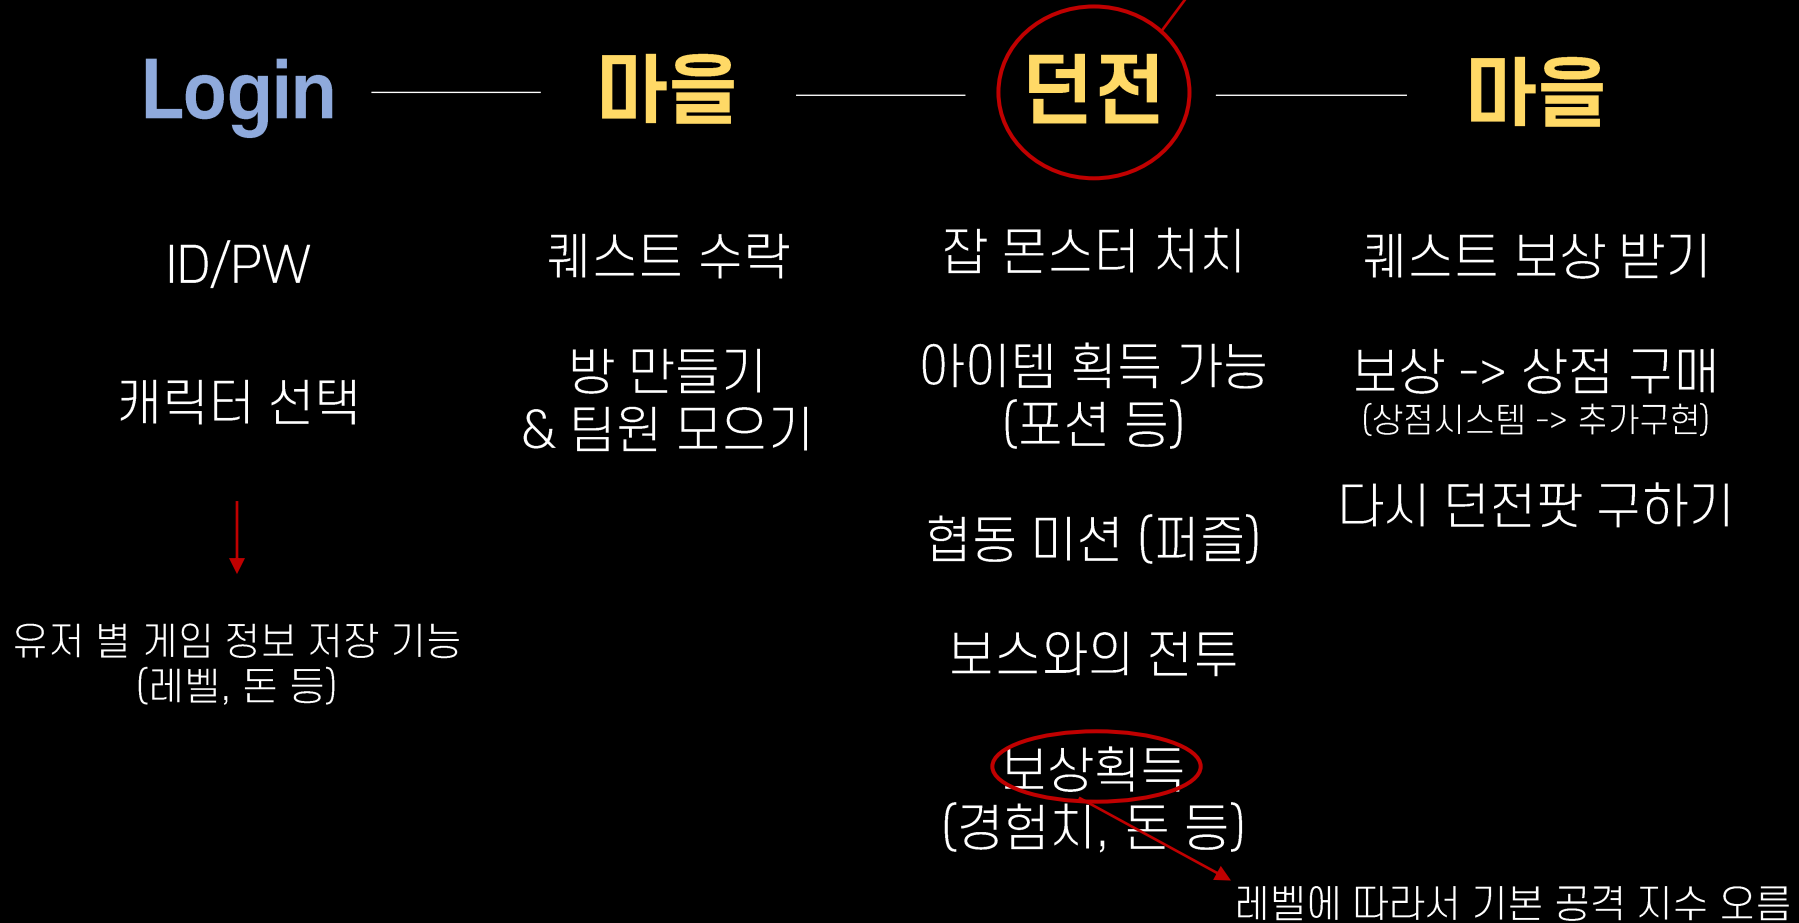 Login
ID/PW
캐릭터 선택
유저 별 게임 정보 저장 기능
(레벨, 돈 등)
마을
퀘스트 수락
방 만들기
& 팀원 모으기
던전
잡 몬스터 처치
아이템 획득 가능
(포션 등)
협동 미션 (퍼즐)
보스와의 전투
보상획득
(경험치, 돈 등)
레벨에 따라서 기본 공격 지수 오름
마을
퀘스트 보상 받기
보상 -> 상점 구매
(상점시스템 -> 추가구현)
다시 던전팟 구하기